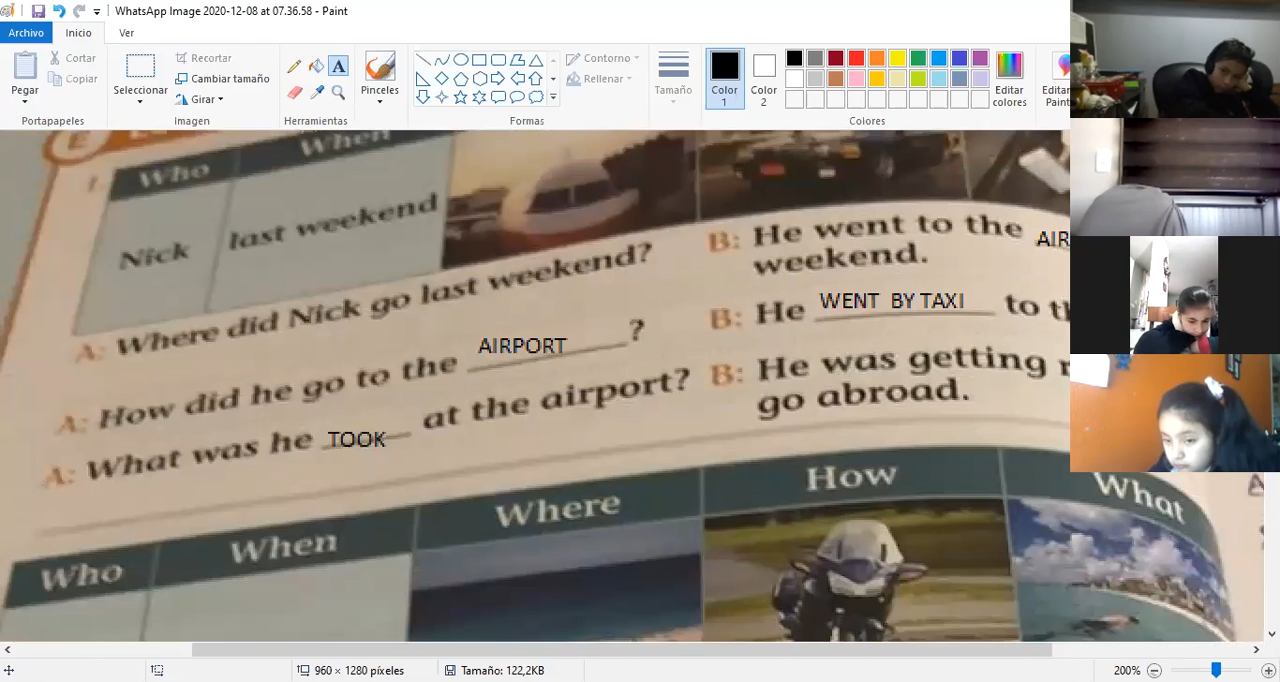 WhatsApp Image 2020-12-08 at 07.36.58 - Paint
Archivo Inicio Ver
Pegar
Cortar
Copiar
Portapapeles
Seleccionar
Recortar
Cambiar tamaño
Girar
Imagen
Herramientas
Pinceles
Formas
Contorno
Rellenar
Tamaño
Color 1
Color 2
Colores
Editar colores
Editar
Paint
E
1. Who When
Nick last weekend
A: Where did Nick go last weekend?
B: He went to the AIR
weekend.
A: How did he go to the AIRPORT ?
B: He WENT BY TAXI to th
A: What was he TOOK at the airport?
B: He was getting r
go abroad.
Who When Where How What
960 × 1280 píxeles
Tamaño: 122,2KB
200%